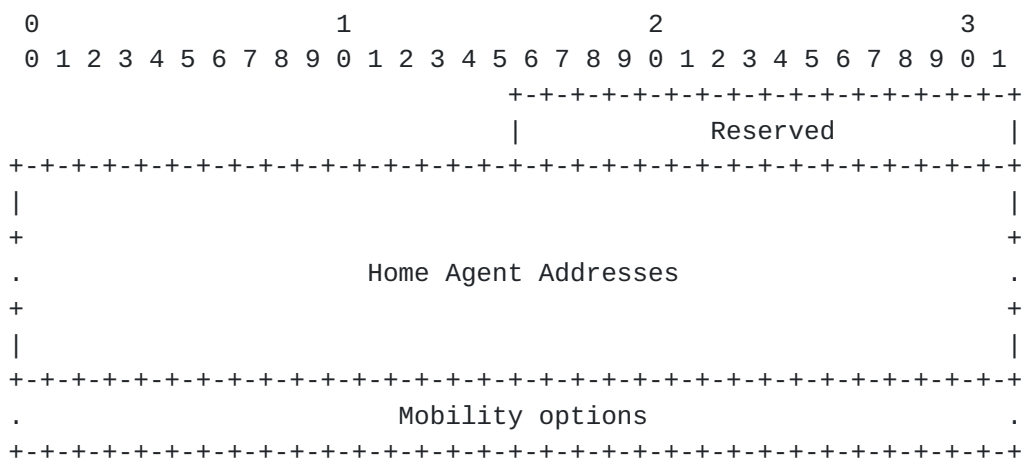 0                   1                   2                   3
 0 1 2 3 4 5 6 7 8 9 0 1 2 3 4 5 6 7 8 9 0 1 2 3 4 5 6 7 8 9 0 1
                                +-+-+-+-+-+-+-+-+-+-+-+-+-+-+-+-+
                                |            Reserved           |
+-+-+-+-+-+-+-+-+-+-+-+-+-+-+-+-+-+-+-+-+-+-+-+-+-+-+-+-+-+-+-+-+
|                                                               |
+                                                               +
.                      Home Agent Addresses                     .
+                                                               +
|                                                               |
+-+-+-+-+-+-+-+-+-+-+-+-+-+-+-+-+-+-+-+-+-+-+-+-+-+-+-+-+-+-+-+-+
.                        Mobility options                       .
+-+-+-+-+-+-+-+-+-+-+-+-+-+-+-+-+-+-+-+-+-+-+-+-+-+-+-+-+-+-+-+-+